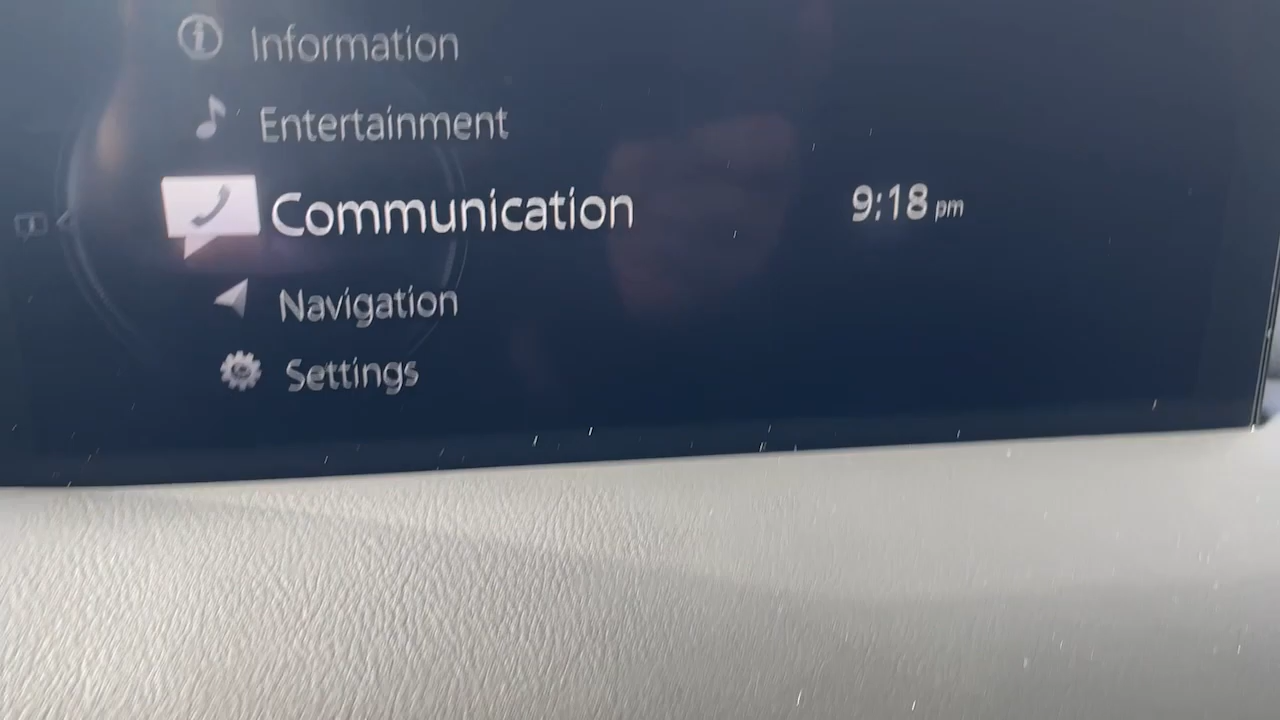 Information
Entertainment
Communication
9:18 pm
Navigation
Settings